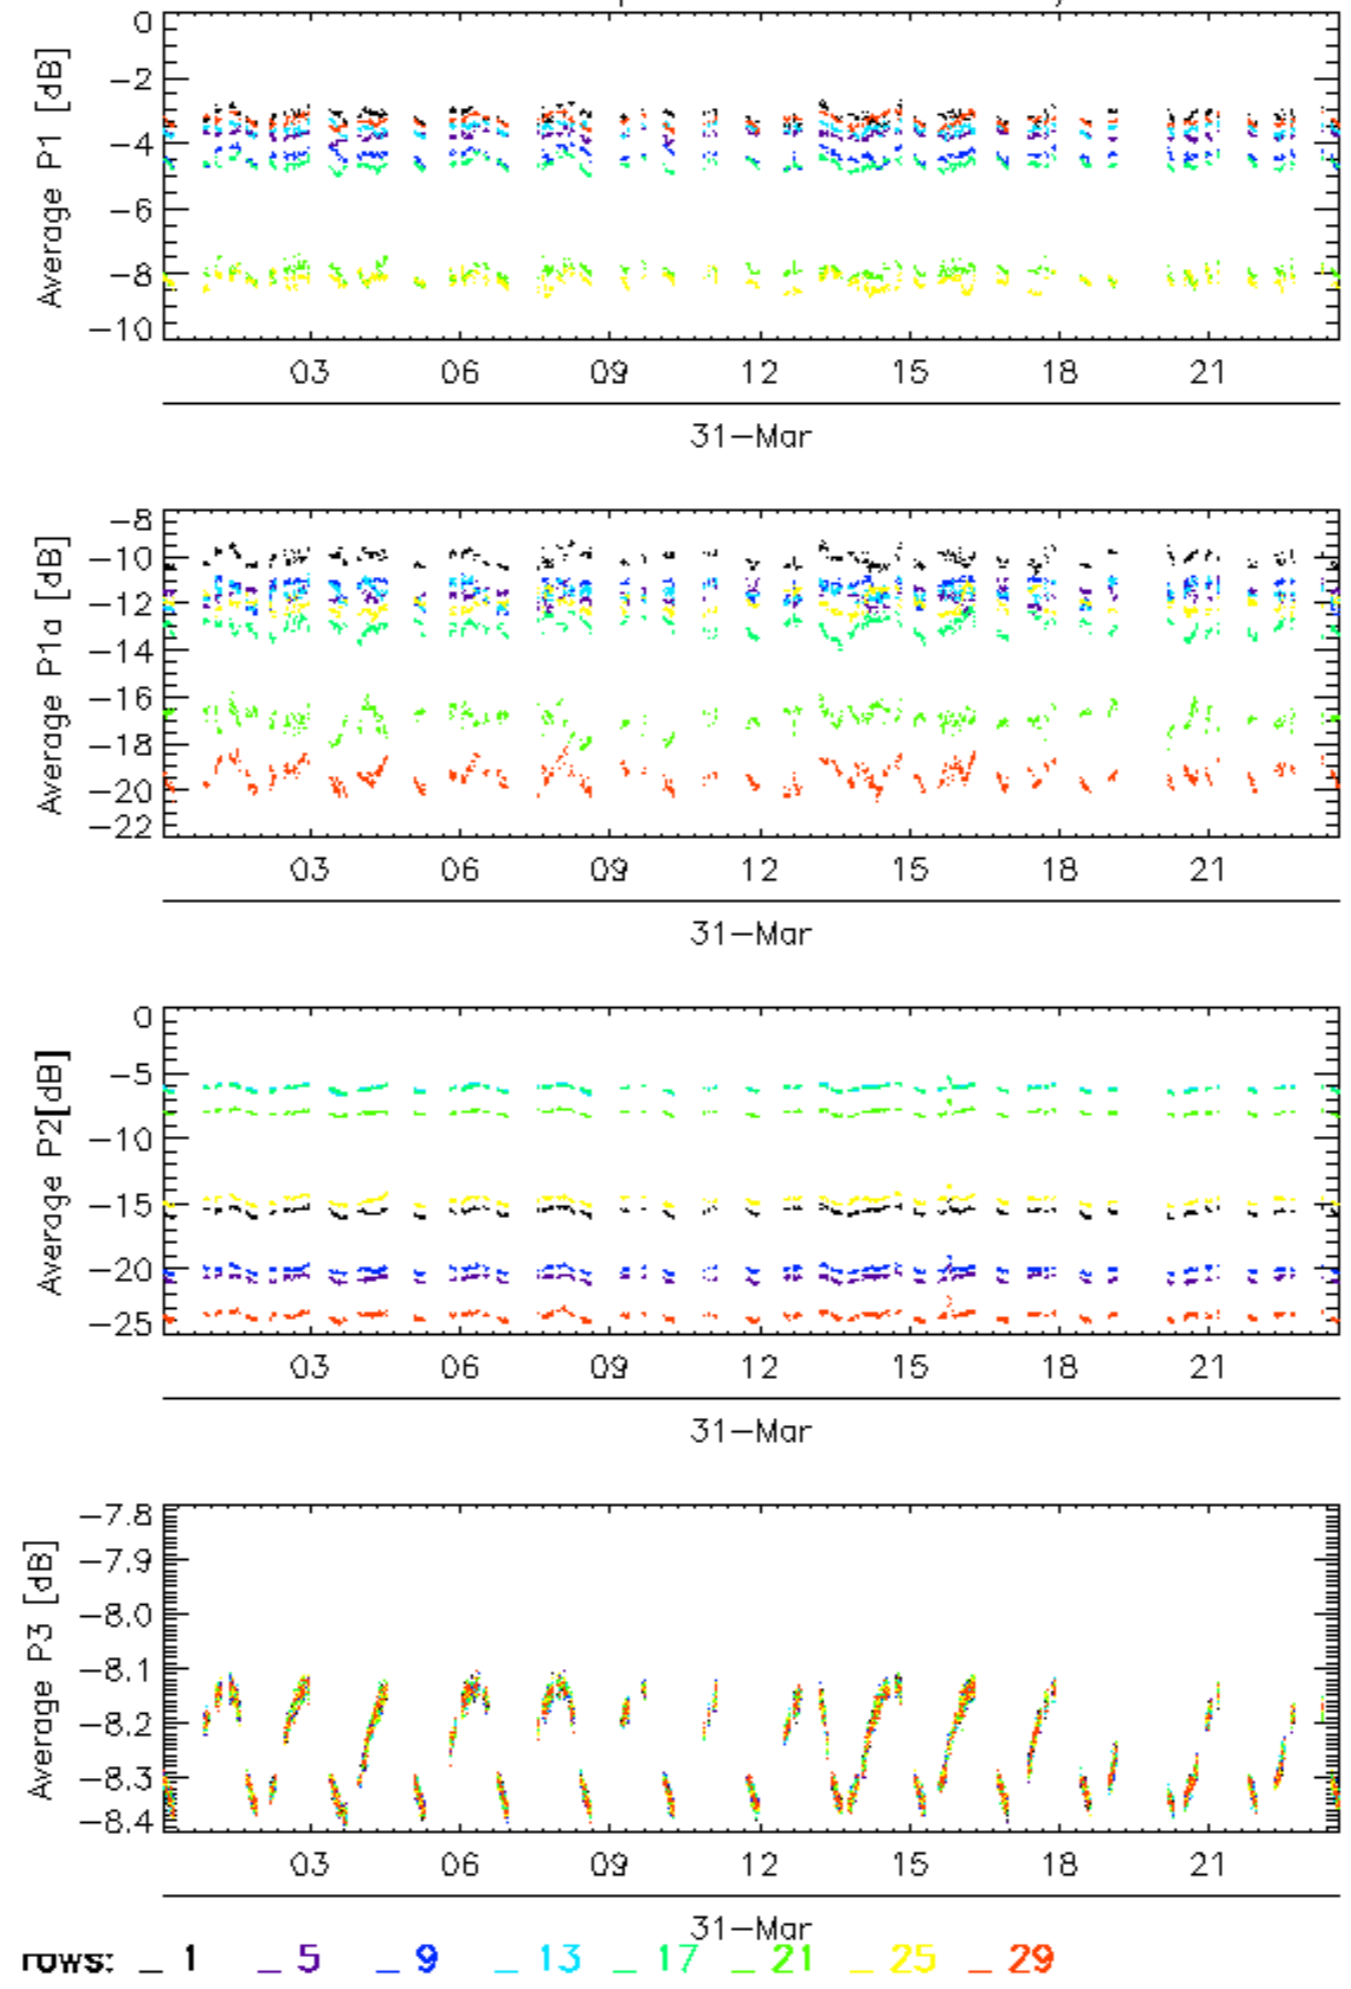 Average P1 [dB]
0
−2
−4
−6
−8
−10
03 06 09 12 15 18 21
31−Mar
Average P1a [dB]
−8
−10
−12
−14
−16
−18
−20
−22
03 06 09 12 15 18 21
31−Mar
Average P2[dB]
0
−5
−10
−15
−20
−25
03 06 09 12 15 18 21
31−Mar
Average P3 [dB]
−7.8
−7.9
−8.0
−8.1
−8.2
−8.3
−8.4
03 06 09 12 15 18 21
31−Mar
rows: _ 1 _ 5 _ 9 _ 13 _ 17 _ 21 _ 25 _ 29